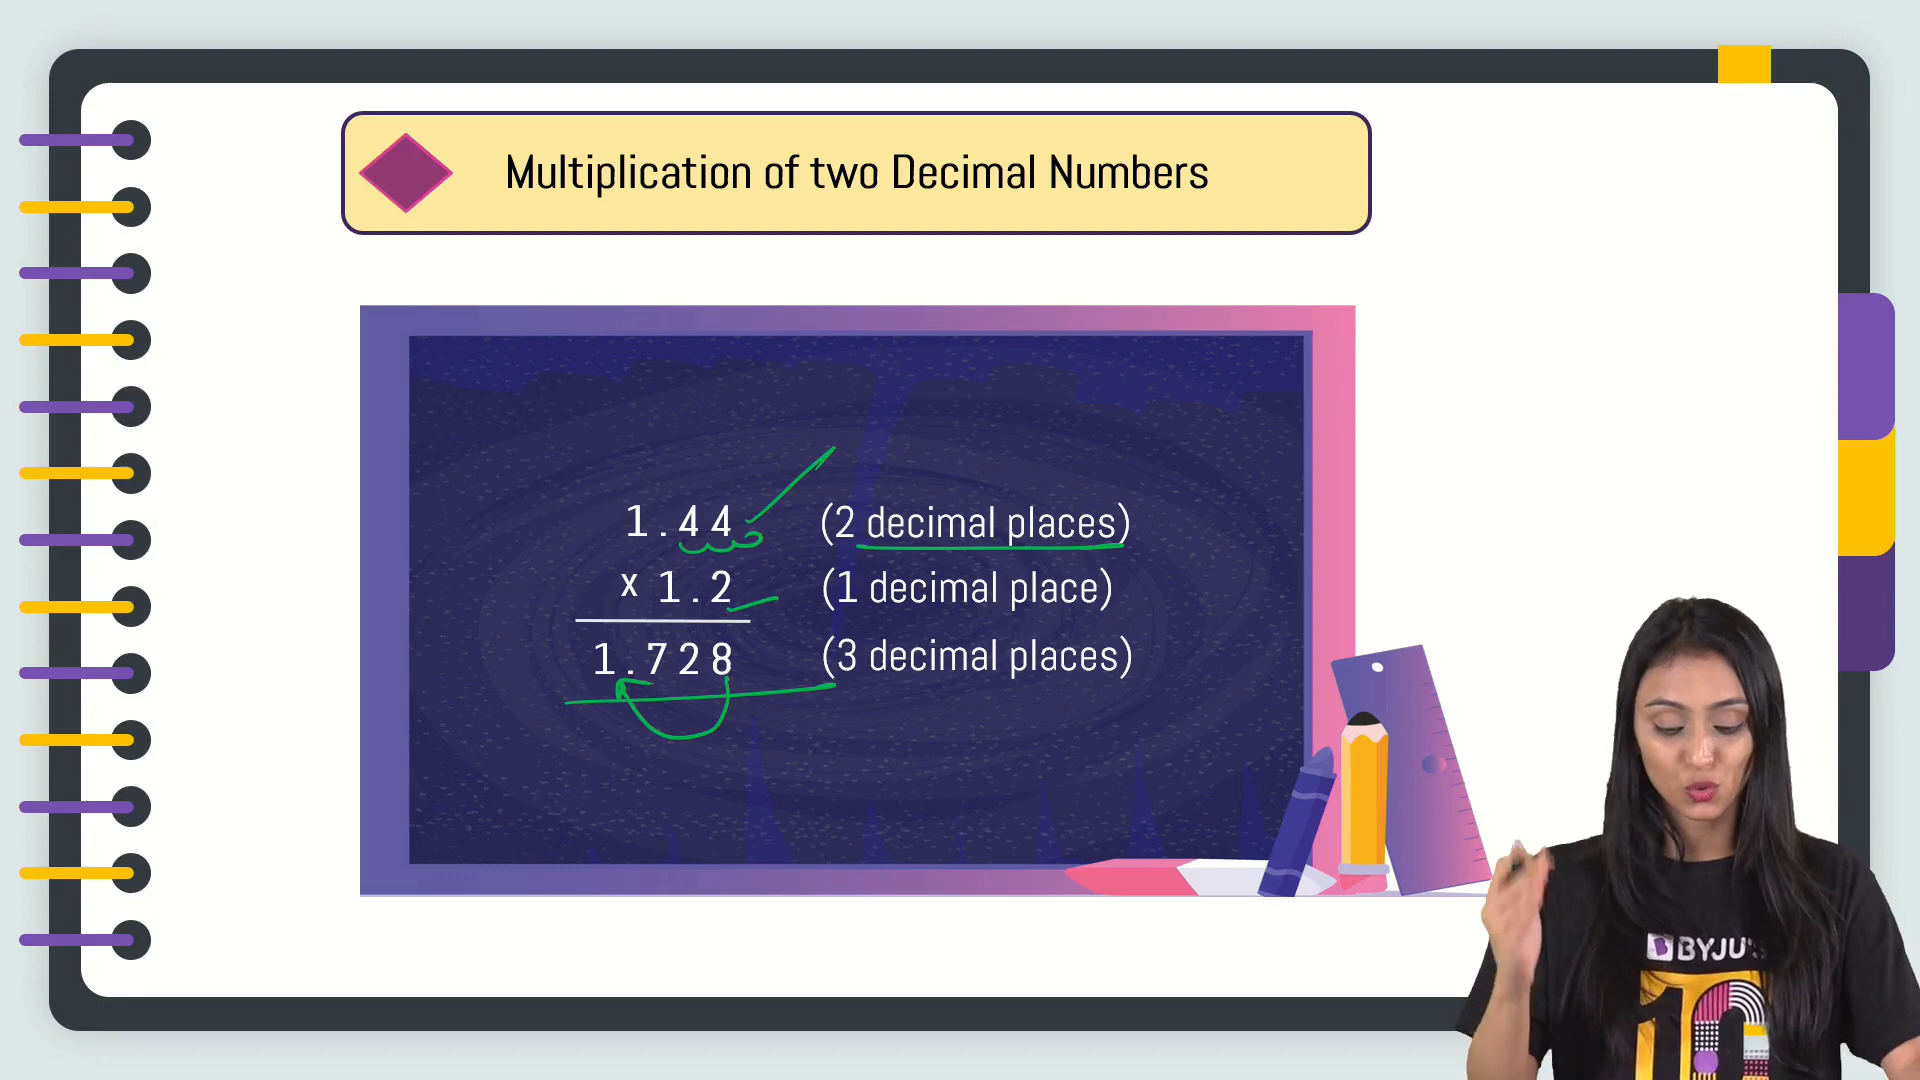 Multiplication of two Decimal Numbers
1.44 (2 decimal places)
x 1.2 (1 decimal place)
1.728 (3 decimal places)
BYJU'S
10